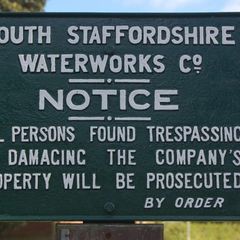 OUTH STAFFORDSHIRE
WATERWORKS Cº
NOTICE
L PERSONS FOUND TRESPASSING
DAMAGING THE COMPANY'S
OPERTY WILL BE PROSECUTED
BY ORDER